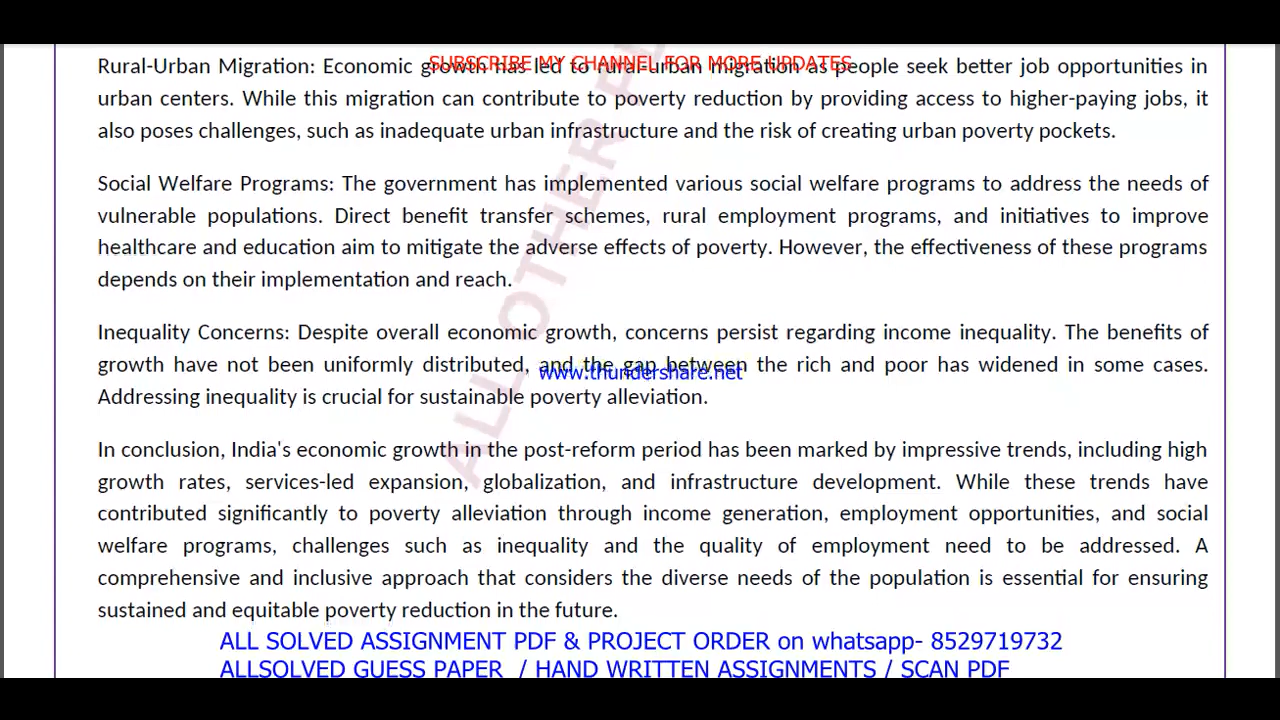 SUBSCRIBE MY CHANNEL FOR MORE UPDATES
Rural-Urban Migration: Economic growth has led to rural-urban migration as people seek better job opportunities in
urban centers. While this migration can contribute to poverty reduction by providing access to higher-paying jobs, it
also poses challenges, such as inadequate urban infrastructure and the risk of creating urban poverty pockets.
Social Welfare Programs: The government has implemented various social welfare programs to address the needs of
vulnerable populations. Direct benefit transfer schemes, rural employment programs, and initiatives to improve
healthcare and education aim to mitigate the adverse effects of poverty. However, the effectiveness of these programs
depends on their implementation and reach.
Inequality Concerns: Despite overall economic growth, concerns persist regarding income inequality. The benefits of
growth have not been uniformly distributed, and the gap between the rich and poor has widened in some cases.
www.thundershare.net
Addressing inequality is crucial for sustainable poverty alleviation.
In conclusion, India's economic growth in the post-reform period has been marked by impressive trends, including high
growth rates, services-led expansion, globalization, and infrastructure development. While these trends have
contributed significantly to poverty alleviation through income generation, employment opportunities, and social
welfare programs, challenges such as inequality and the quality of employment need to be addressed. A
comprehensive and inclusive approach that considers the diverse needs of the population is essential for ensuring
sustained and equitable poverty reduction in the future.
ALL OTHER
ALL SOLVED ASSIGNMENT PDF & PROJECT ORDER on whatsapp- 8529719732
ALLSOLVED GUESS PAPER / HAND WRITTEN ASSIGNMENTS / SCAN PDF